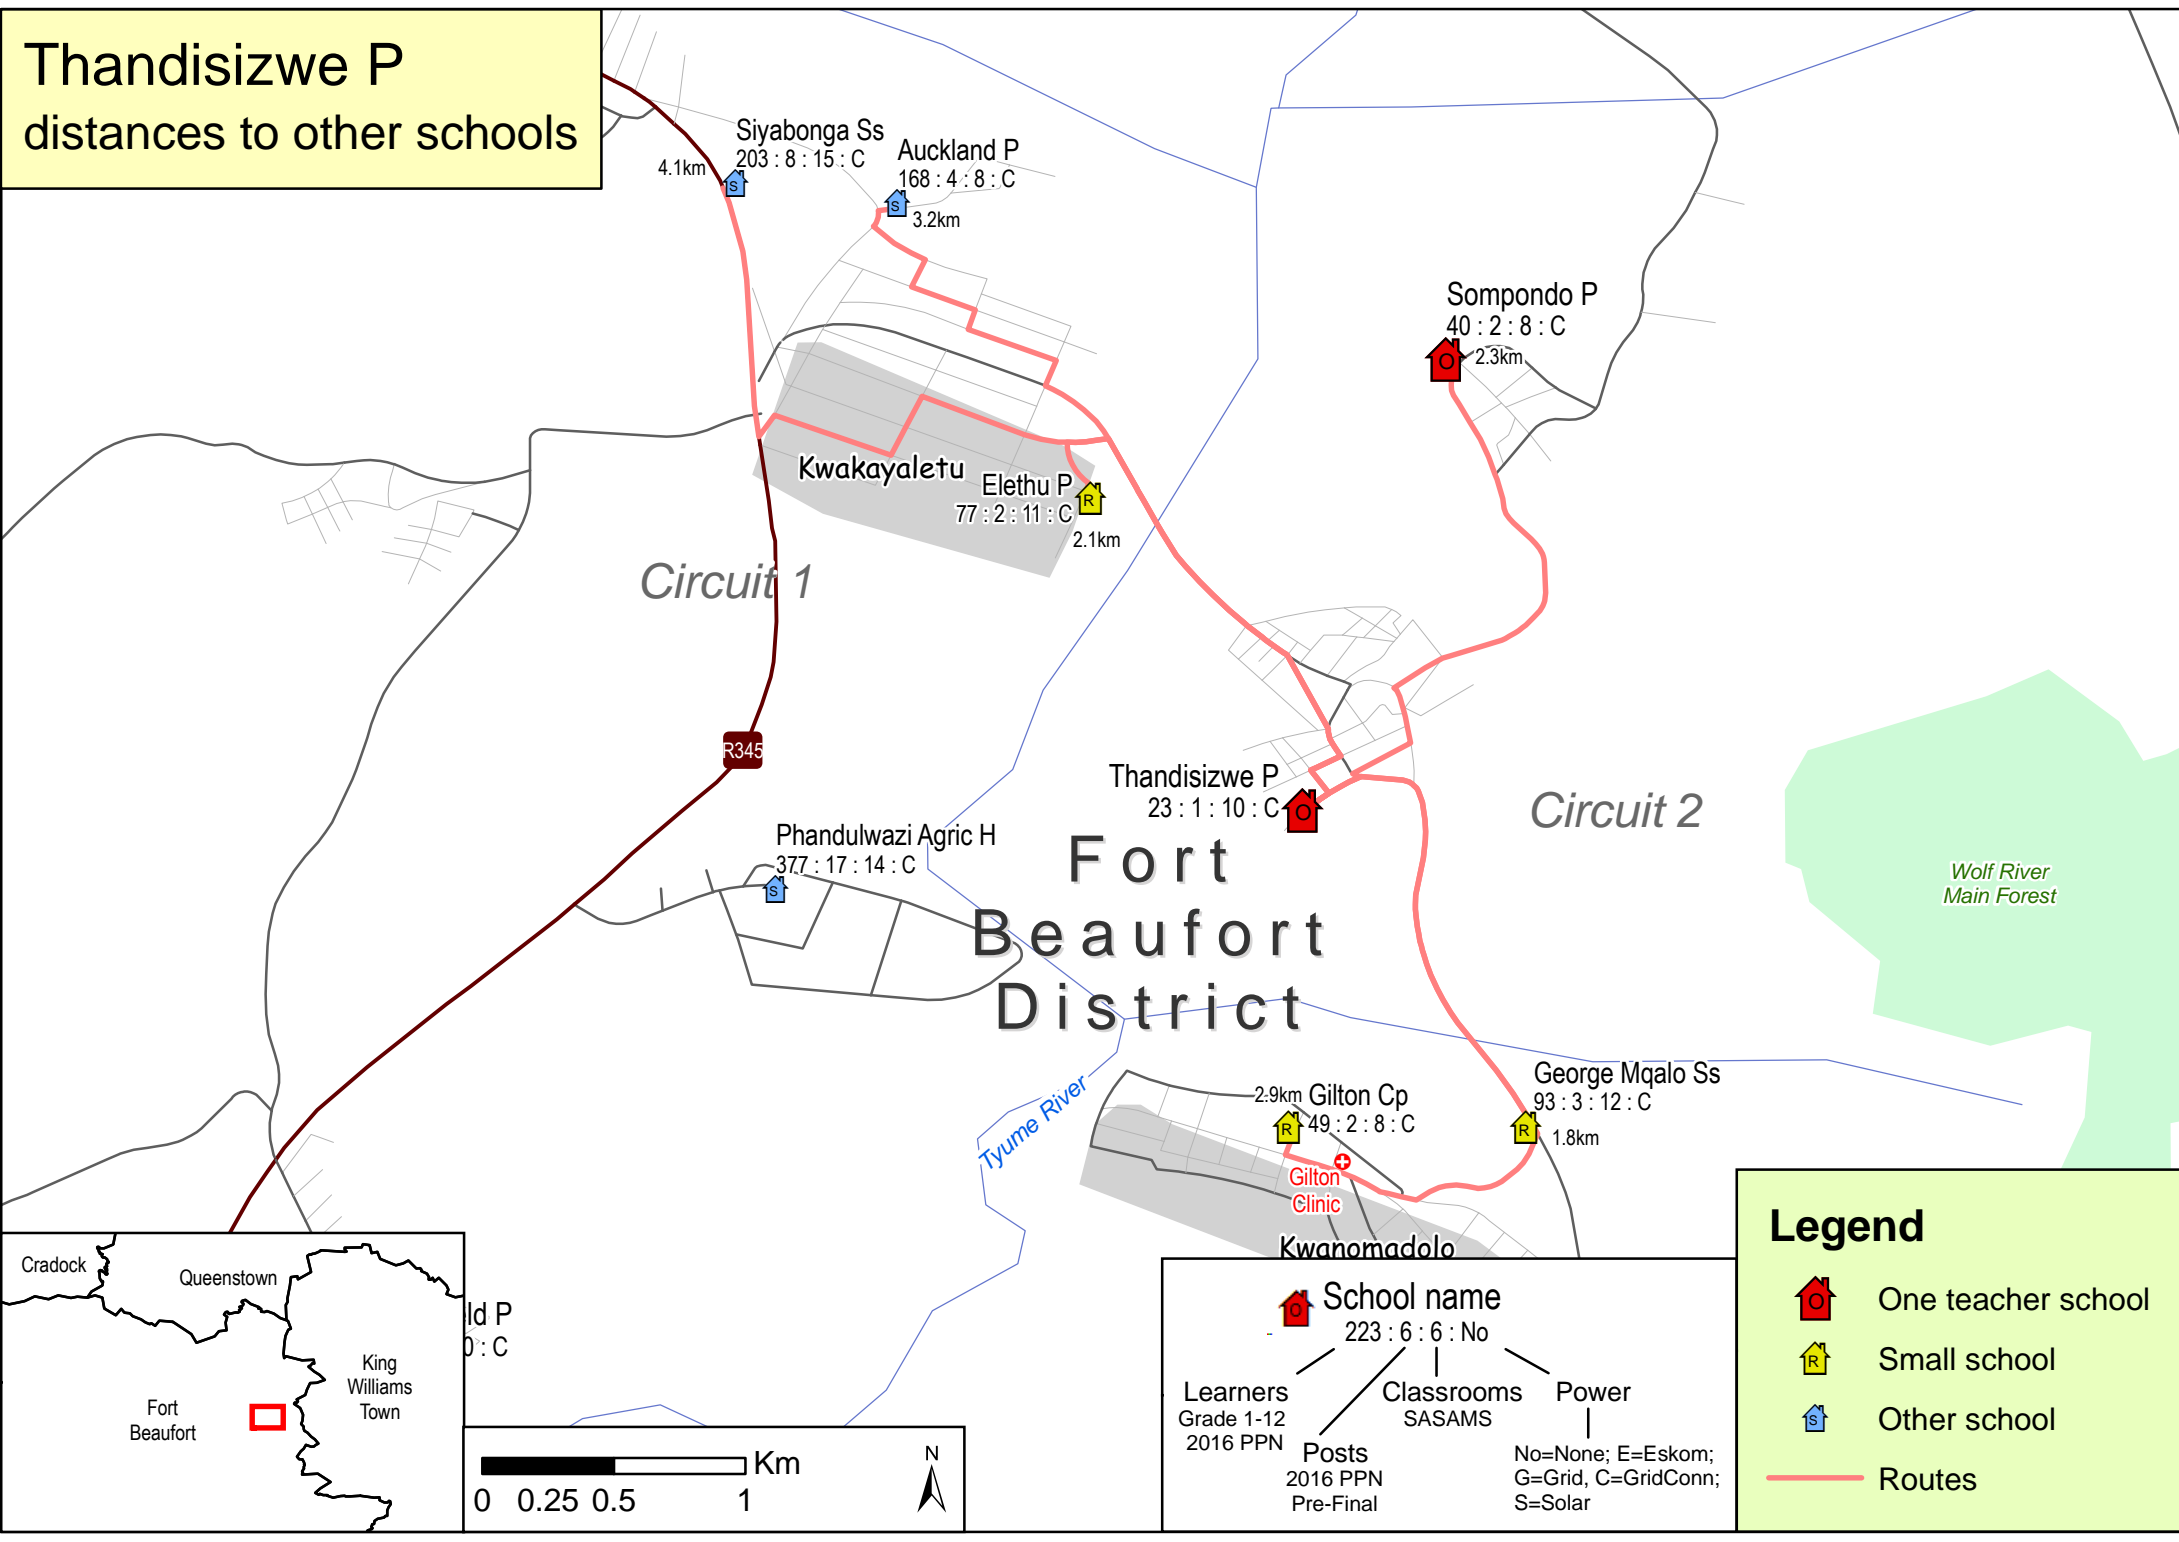 Thandisizwe P
distances to other schools
Siyabonga Ss
203 : 8 : 15 : C
4.1km
S
Auckland P
168 : 4 : 8 : C
S
3.2km
Sompondo P
40 : 2 : 8 : C
O
2.3km
Kwakayaletu
Elethu P
77 : 2 : 11 : C
R
2.1km
Circuit 1
R345
Thandisizwe P
23 : 1 : 10 : C
O
Circuit 2
Phandulwazi Agric H
377 : 17 : 14 : C
S
Fort
Beaufort
District
Wolf River
Main Forest
Tyume River
George Mqalo Ss
93 : 3 : 12 : C
R
1.8km
2.9km
Gilton Cp
49 : 2 : 8 : C
R
Gilton
Clinic
Kwanomadolo
Cradock
Queenstown
King
Williams
Town
Fort
Beaufort
ld P
0 : C
Km
0 0.25 0.5 1
N
O
School name
223 : 6 : 6 : No
Learners
Grade 1-12
2016 PPN
Posts
2016 PPN
Pre-Final
Classrooms
SASAMS
Power
No=None; E=Eskom;
G=Grid, C=GridConn;
S=Solar
Legend
O
One teacher school
R
Small school
S
Other school
Routes